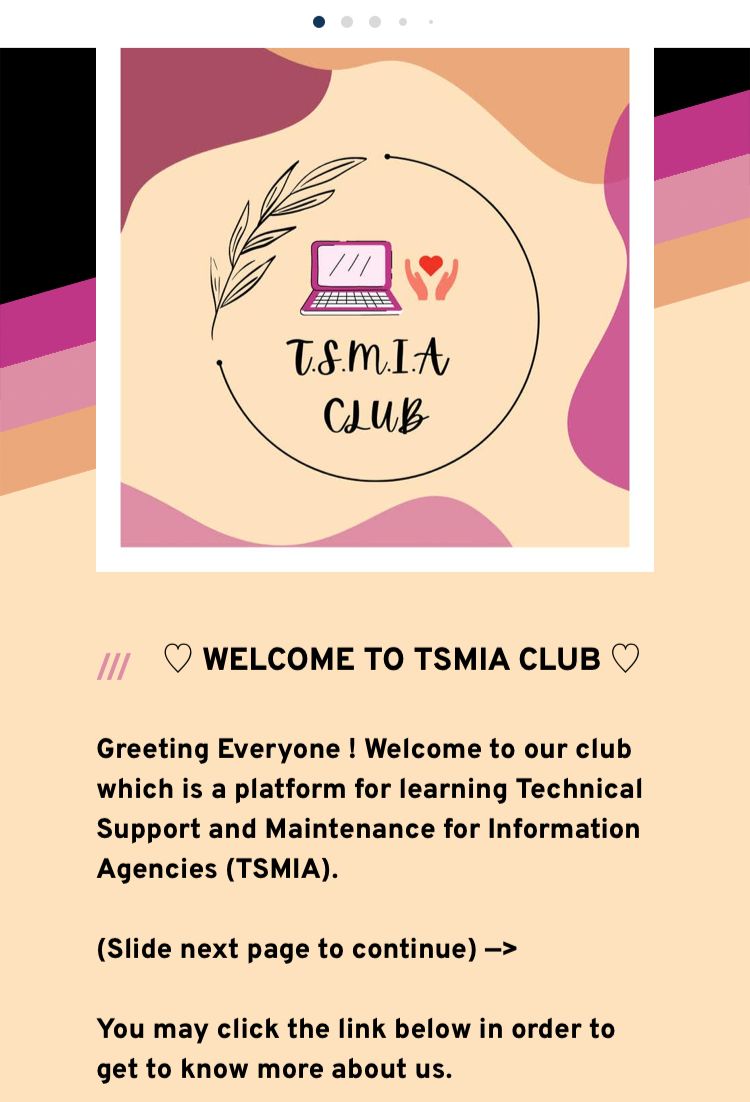 T.S.M.I.A
CLUB
/// ♡ WELCOME TO TSMIA CLUB ♡
Greeting Everyone ! Welcome to our club
which is a platform for learning Technical
Support and Maintenance for Information
Agencies (TSMIA).
(Slide next page to continue) —>
You may click the link below in order to
get to know more about us.